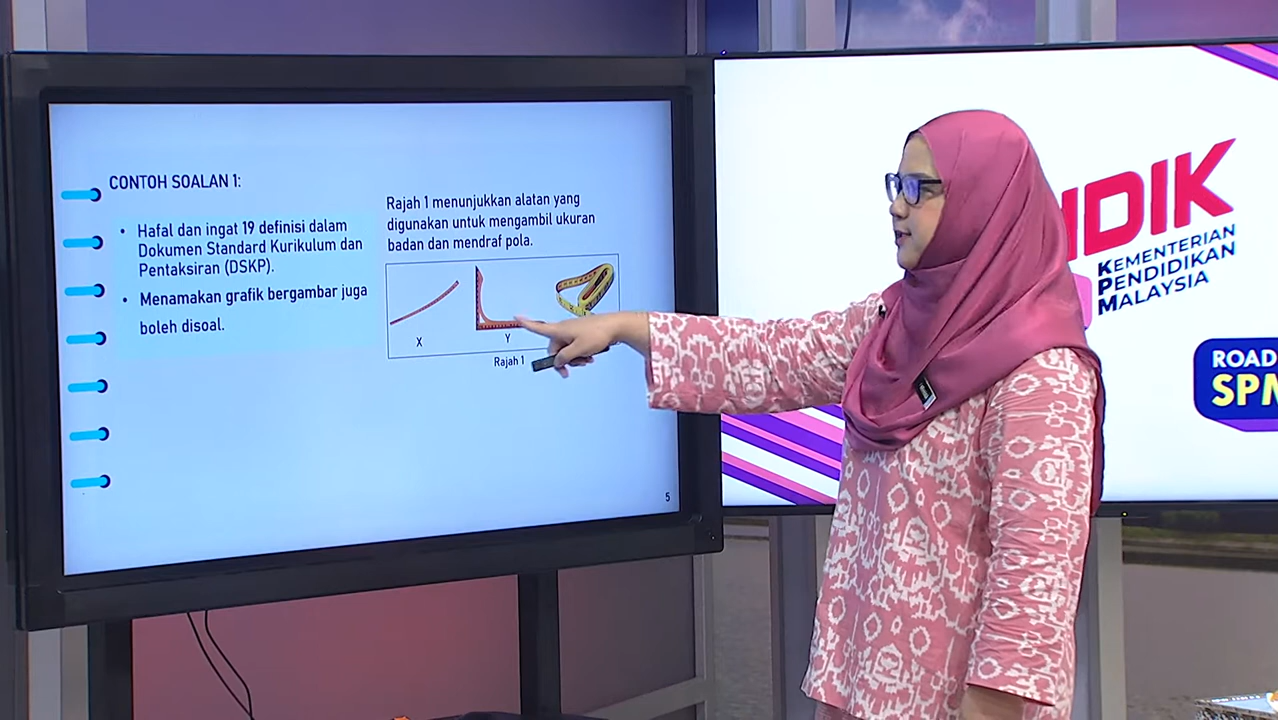 CONTOH SOALAN 1:
• Hafal dan ingat 19 definisi dalam
Dokumen Standard Kurikulum dan
Pentaksiran (DSKP).
• Menamakan grafik bergambar juga
boleh disoal.
Rajah 1 menunjukkan alatan yang
digunakan untuk mengambil ukuran
badan dan mendraf pola.
X
Y
Rajah 1
5
DIK
KEMENTERIAN
PENDIDIKAN
MALAYSIA
ROAD
SPM